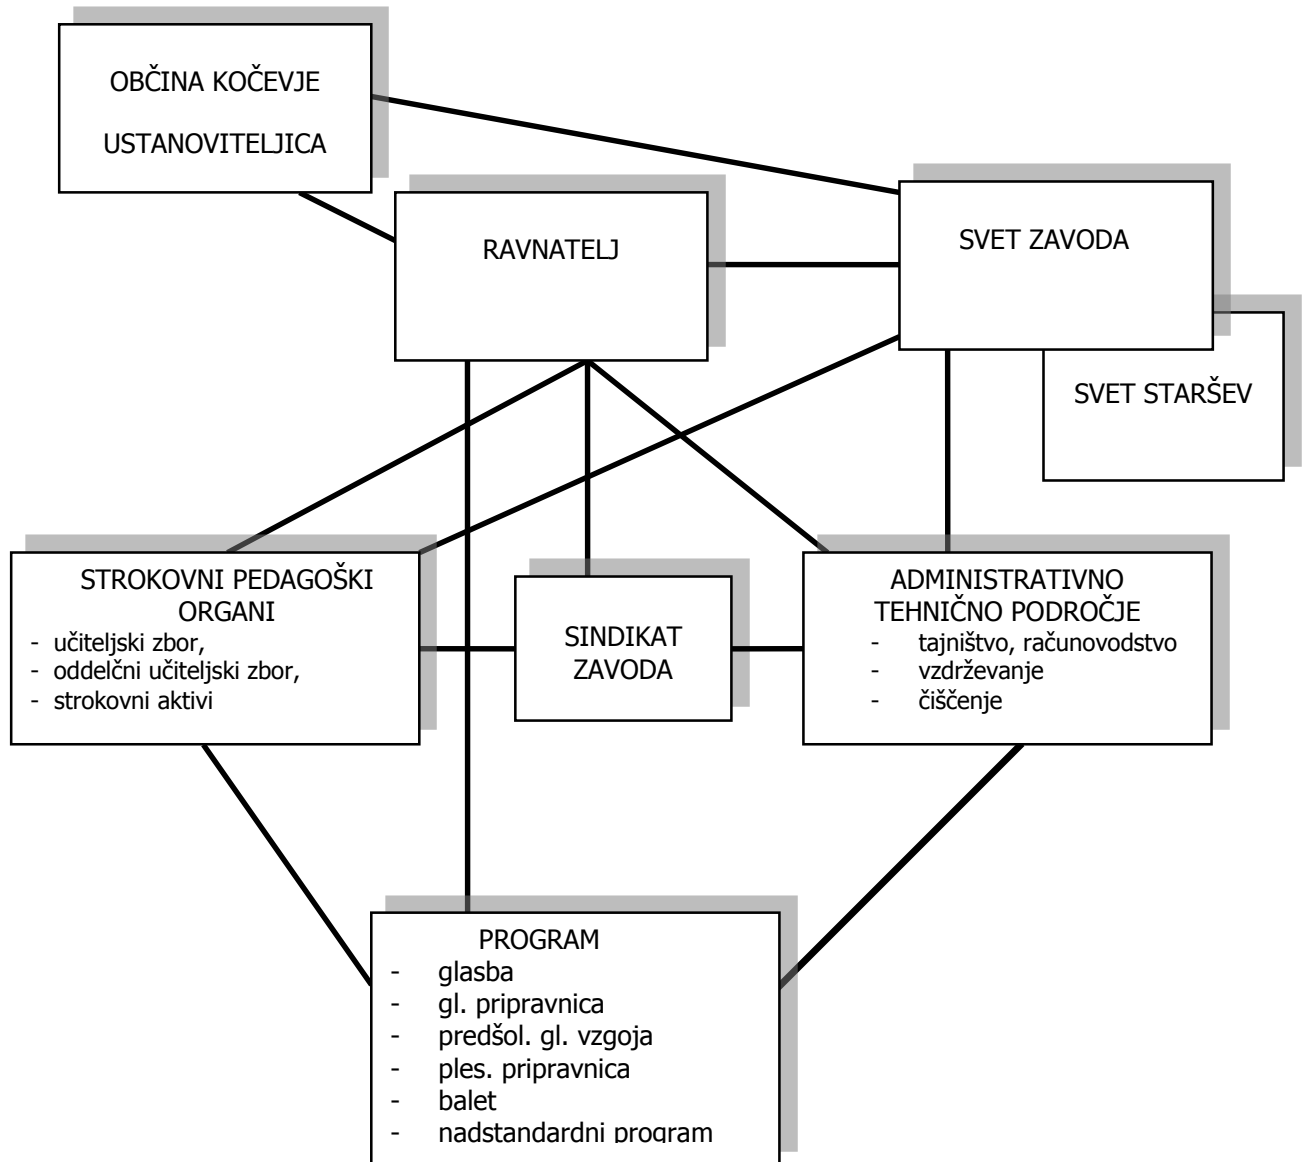 OBČINA KOČEVJE
USTANOVITELJICA
RAVNATELJ
SVET ZAVODA
SVET STARŠEV
STROKOVNI PEDAGOŠKI
ORGANI
- učiteljski zbor,
- oddelčni učiteljski zbor,
- strokovni aktivi
SINDIKAT
ZAVODA
ADMINISTRATIVNO
TEHNIČNO PODROČJE
- tajništvo, računovodstvo
- vzdrževanje
- čiščenje
PROGRAM
- glasba
- gl. pripravnica
- predšol. gl. vzgoja
- ples. pripravnica
- balet
- nadstandardni program